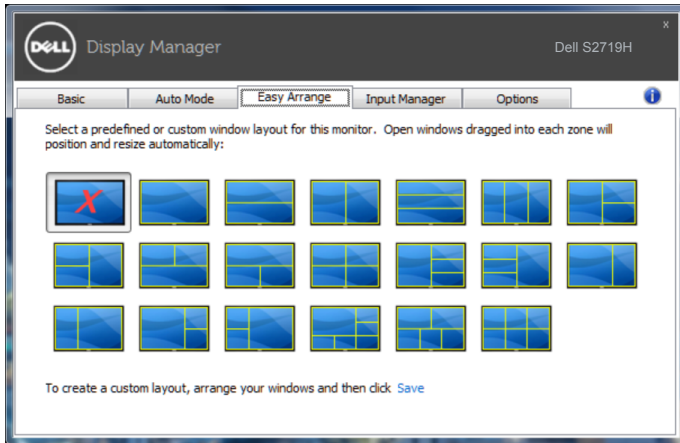 DELL Display Manager
Dell S2719H
x
Basic Auto Mode Easy Arrange Input Manager Options i
Select a predefined or custom window layout for this monitor. Open windows dragged into each zone will
position and resize automatically:
X
To create a custom layout, arrange your windows and then click Save